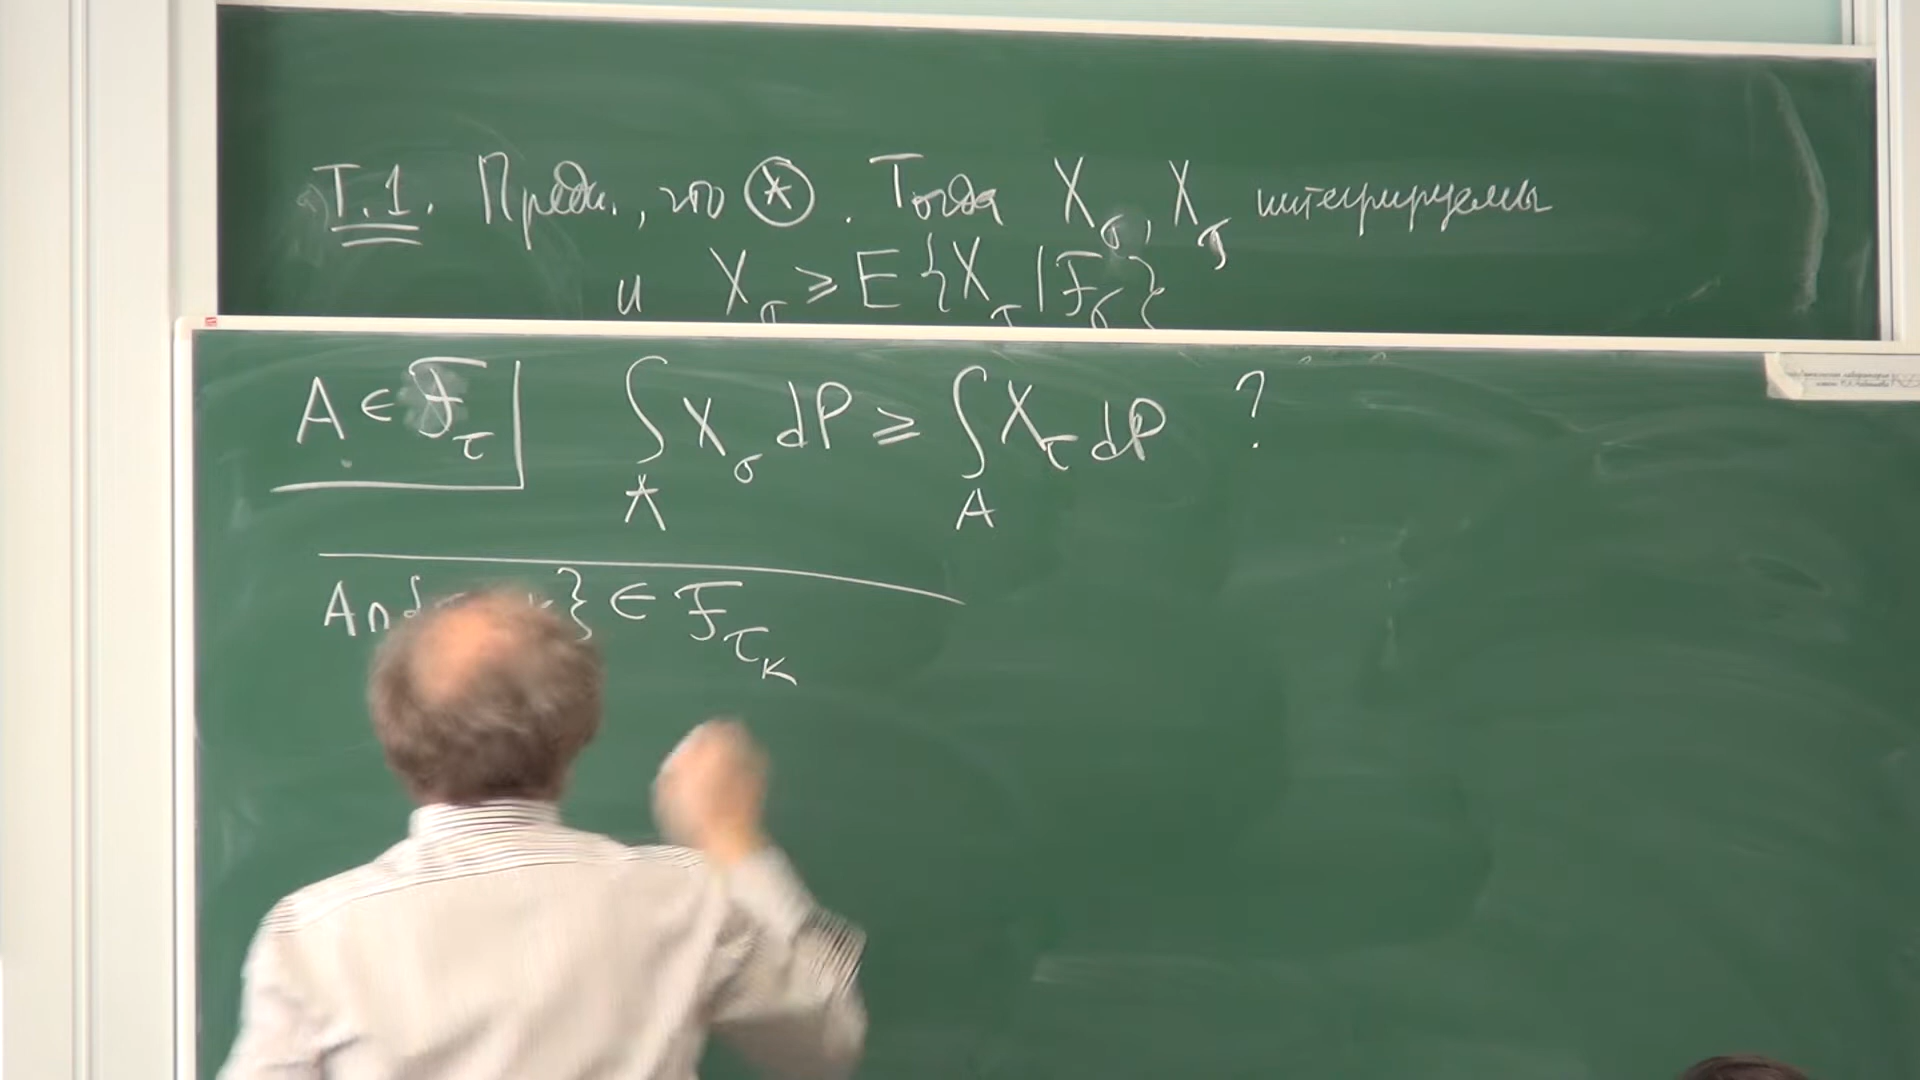 T.1. Предп., что ⊛. Тогда X_σ, X_τ интегрируемы
и X_σ ≥ E{X_τ | F_σ}
A ∈ F_τ | ∫_A X_σ dP ≥ ∫_A X_τ dP ?
A∩{ } ∈ F_{τ_k}